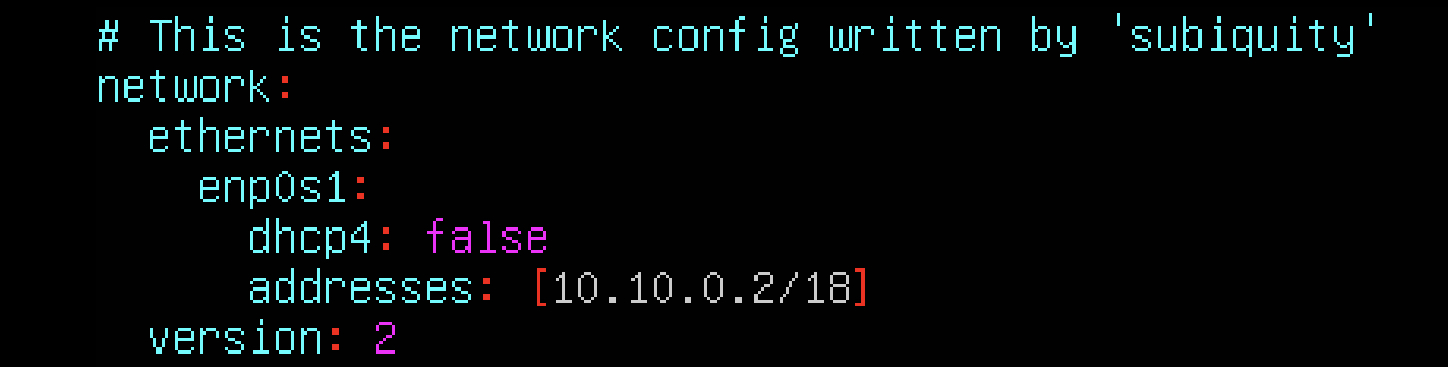 # This is the network config written by 'subiquity'
network:
  ethernets:
    enp0s1:
      dhcp4: false
      addresses: [10.10.0.2/18]
  version: 2